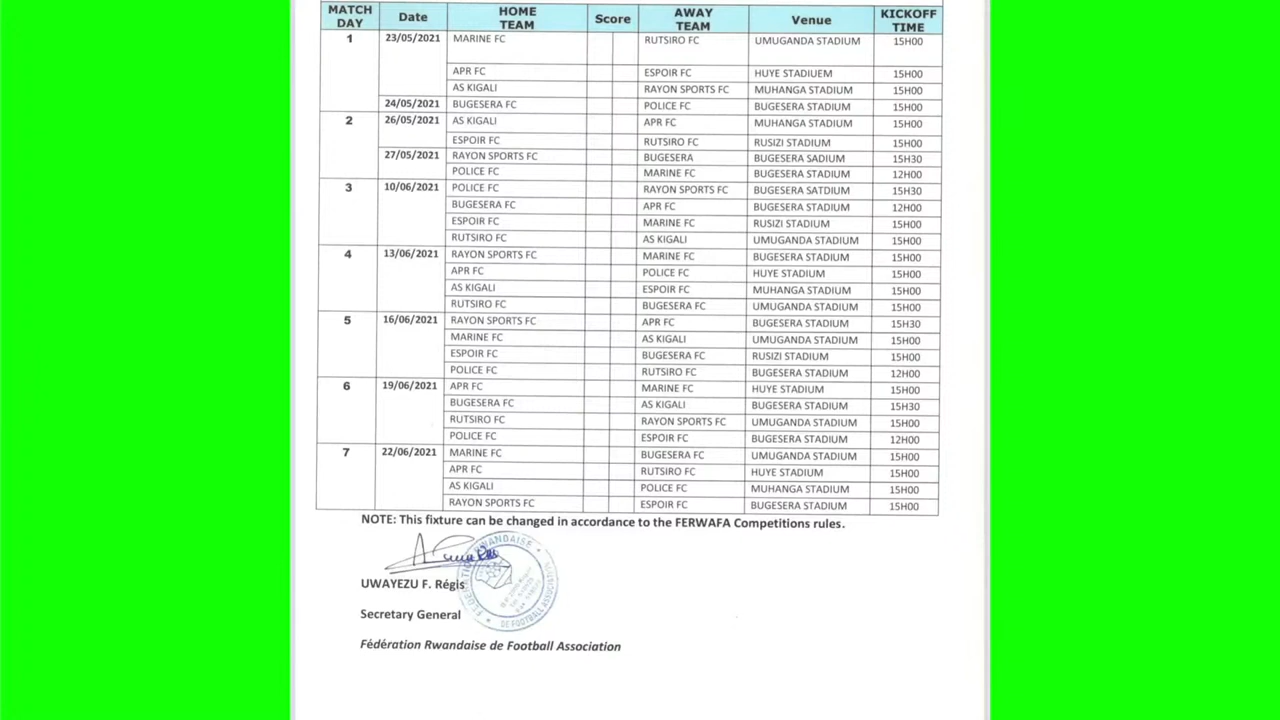 MATCH DAY Date HOME TEAM Score AWAY TEAM Venue KICKOFF TIME
1 23/05/2021 MARINE FC RUTSIRO FC UMUGANDA STADIUM 15H00
APR FC ESPOIR FC HUYE STADIUEM 15H00
AS KIGALI RAYON SPORTS FC MUHANGA STADIUM 15H00
24/05/2021 BUGESERA FC POLICE FC BUGESERA STADIUM 15H00
2 26/05/2021 AS KIGALI APR FC MUHANGA STADIUM 15H00
ESPOIR FC RUTSIRO FC RUSIZI STADIUM 15H00
27/05/2021 RAYON SPORTS FC BUGESERA BUGESERA SADIUM 15H30
POLICE FC MARINE FC BUGESERA STADIUM 12H00
3 10/06/2021 POLICE FC RAYON SPORTS FC BUGESERA SATDIUM 15H30
BUGESERA FC APR FC BUGESERA STADIUM 12H00
ESPOIR FC MARINE FC RUSIZI STADIUM 15H00
RUTSIRO FC AS KIGALI UMUGANDA STADIUM 15H00
4 13/06/2021 RAYON SPORTS FC MARINE FC BUGESERA STADIUM 15H00
APR FC POLICE FC HUYE STADIUM 15H00
AS KIGALI ESPOIR FC MUHANGA STADIUM 15H00
RUTSIRO FC BUGESERA FC UMUGANDA STADIUM 15H00
5 16/06/2021 RAYON SPORTS FC APR FC BUGESERA STADIUM 15H30
MARINE FC AS KIGALI UMUGANDA STADIUM 15H00
ESPOIR FC BUGESERA FC RUSIZI STADIUM 15H00
POLICE FC RUTSIRO FC BUGESERA STADIUM 12H00
6 19/06/2021 APR FC MARINE FC HUYE STADIUM 15H00
BUGESERA FC AS KIGALI BUGESERA STADIUM 15H30
RUTSIRO FC RAYON SPORTS FC UMUGANDA STADIUM 15H00
POLICE FC ESPOIR FC BUGESERA STADIUM 12H00
7 22/06/2021 MARINE FC BUGESERA FC UMUGANDA STADIUM 15H00
APR FC RUTSIRO FC HUYE STADIUM 15H00
AS KIGALI POLICE FC MUHANGA STADIUM 15H00
RAYON SPORTS FC ESPOIR FC BUGESERA STADIUM 15H00
NOTE: This fixture can be changed in accordance to the FERWAFA Competitions rules.
UWAYEZU F. Régis
Secretary General
Fédération Rwandaise de Football Association
DE FOOTBALL ASSOCIATION